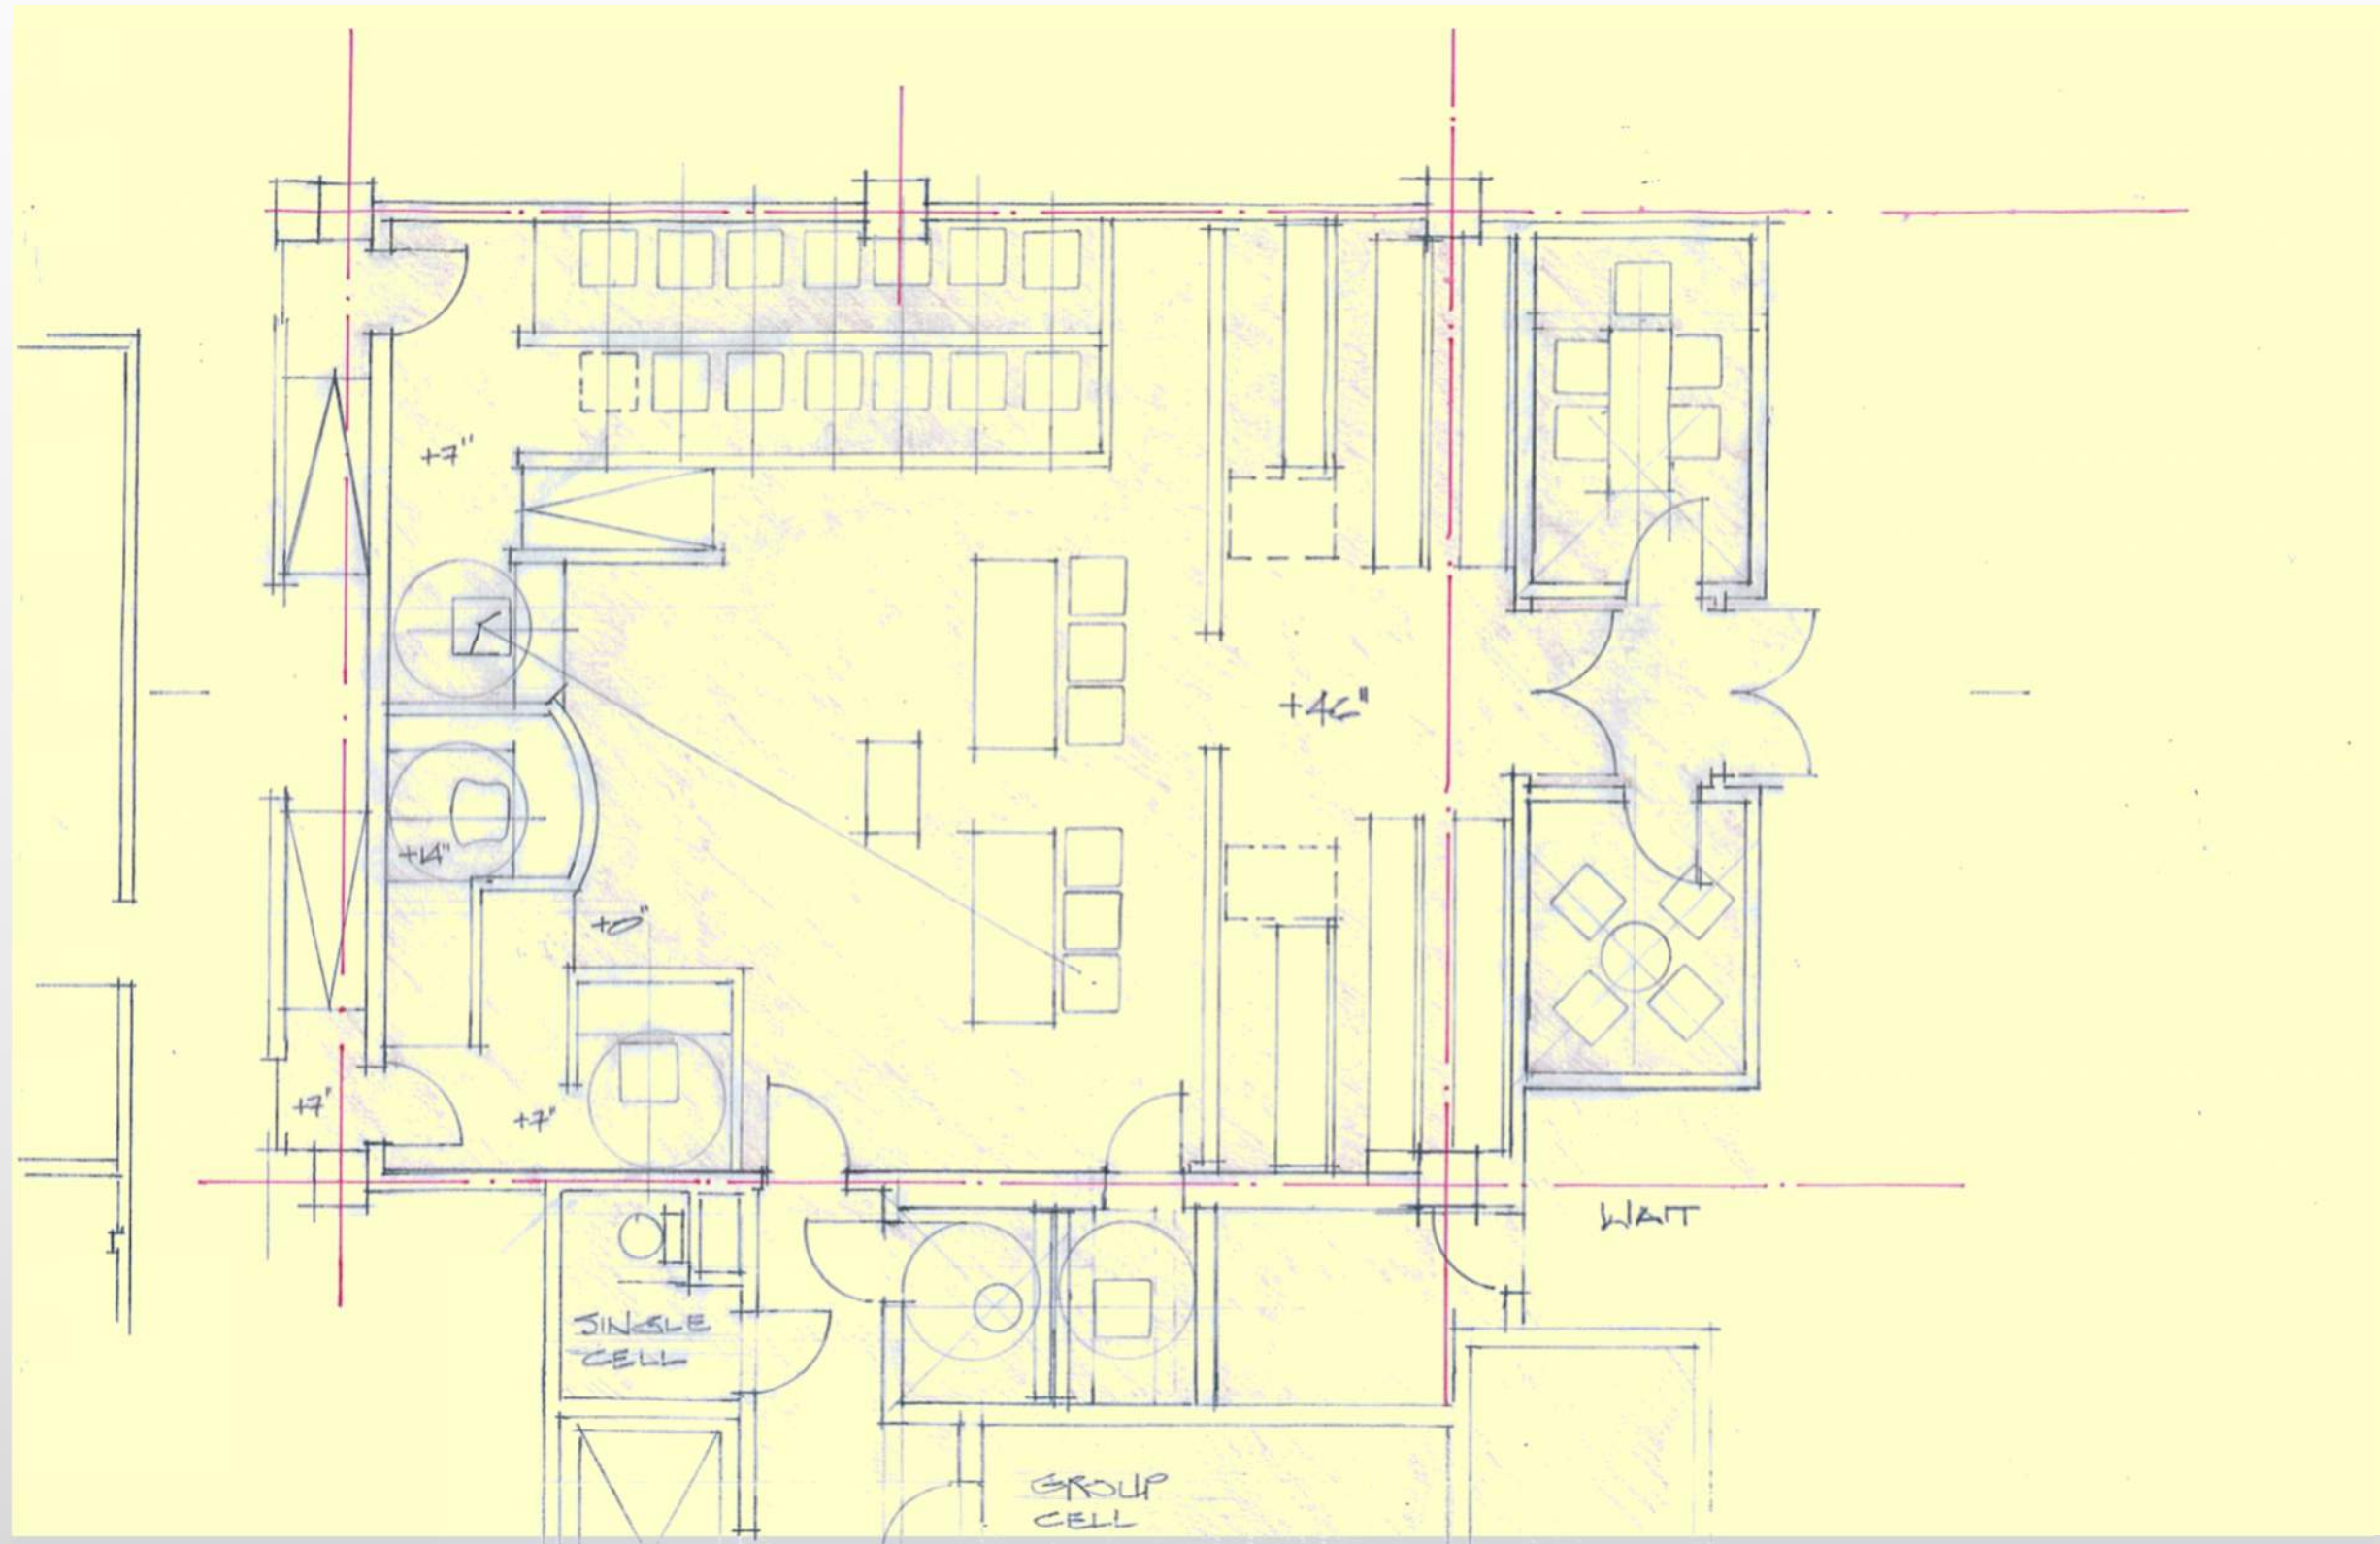 +7"
+46"
+14"
+0"
+7"
+7"
WAIT
SINGLE
CELL
GROUP
CELL